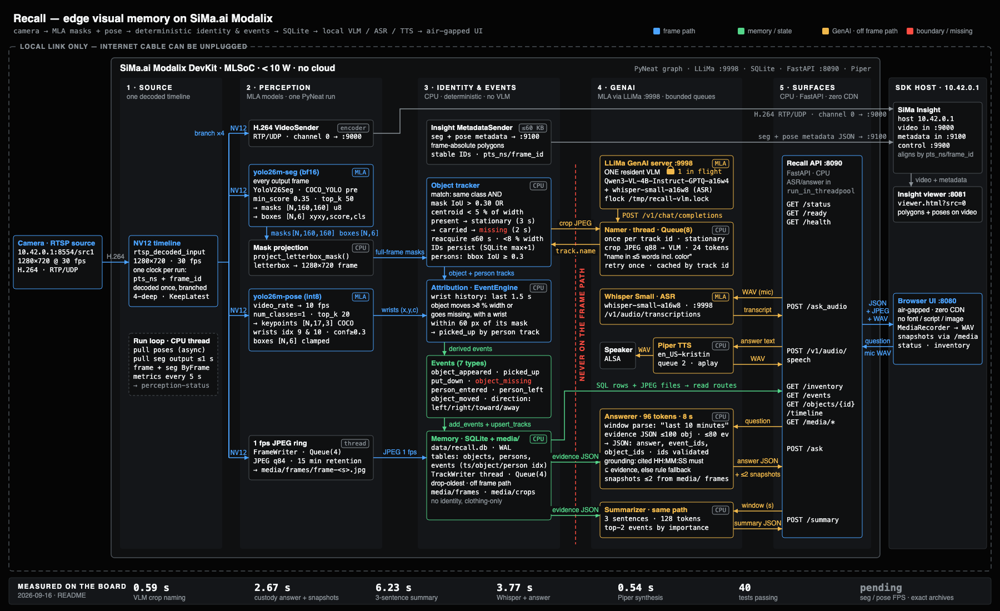 Recall — edge visual memory on SiMa.ai Modalix
camera → MLA masks + pose → deterministic identity & events → SQLite → local VLM / ASR / TTS → air-gapped UI
frame path
memory / state
GenAI · off frame path
boundary / missing
LOCAL LINK ONLY — INTERNET CABLE CAN BE UNPLUGGED
SiMa.ai Modalix DevKit · MLSoC · < 10 W · no cloud
PyNeat graph · LLiMa :9998 · SQLite · FastAPI :8090 · Piper
1 · SOURCE
one decoded timeline
Camera · RTSP source
10.42.0.1:8554/src1
1280×720 @ 30 fps
H.264 · RTP/UDP
H.264
NV12 timeline
rtsp_decoded_input
1280×720 · 30 fps
one clock per run:
pts_ns + frame_id
decoded once, branched
4-deep · KeepLatest
Run loop · CPU thread
pull poses (async)
pull seg output ≤1 s
frame + seg ByFrame
metrics every 5 s
→ perception-status
branch ×4
NV12
NV12
NV12
NV12
2 · PERCEPTION
MLA models · one PyNeat run
H.264 VideoSender
encoder
RTP/UDP · channel 0 → :9000
yolo26m-seg (bf16)
MLA
every output frame
YoloV26Seg · COCO_YOLO pre
min_score 0.35 · top_k 50
→ masks [N,160,160] u8
→ boxes [N,6] xyxy,score,cls
masks[N,160,160] boxes[N,6]
Mask projection
CPU
project_letterbox_mask()
letterbox → 1280×720 frame
yolo26m-pose (int8)
MLA
video_rate → 10 fps
num_classes=1 · top_k 20
→ keypoints [N,17,3] COCO
wrists idx 9 & 10 · conf≥0.3
boxes [N,6] clamped
1 fps JPEG ring
thread
FrameWriter · Queue(4)
JPEG q84 · 15 min retention
→ media/frames/frame-<s>.jpg
full-frame masks
wrists (x,y,c)
JPEG 1 fps
3 · IDENTITY & EVENTS
CPU · deterministic · no VLM
Insight MetadataSender
≤60 KB
seg + pose metadata → :9100
frame-absolute polygons
stable IDs · pts_ns/frame_id
Object tracker
CPU
match: same class AND
mask IoU > 0.30 OR
centroid < 5 % of width
present → stationary (3 s)
→ carried → missing (2 s)
reacquire ≤60 s · <8 % width
IDs persist (SQLite max+1)
persons: bbox IoU ≥ 0.3
object + person tracks
Attribution · EventEngine
CPU
wrist history: last 1.5 s
object moves >8 % width or
goes missing, with a wrist
within 60 px of its mask
→ picked_up by person track
derived events
Events (7 types)
object_appeared · picked_up
put_down · object_missing
person_entered · person_left
object_moved · direction:
left/right/toward/away
add_events + upsert_tracks
Memory · SQLite + media/
CPU
data/recall.db · WAL
tables: objects, persons,
events (ts/object/person idx)
TrackWriter thread · Queue(4)
drop-oldest · off frame path
media/frames · media/crops
no identity, clothing-only
NEVER ON THE FRAME PATH
crop JPEG
track.name
SQL rows + JPEG files → read routes
evidence JSON
evidence JSON
4 · GENAI
MLA via LLiMa :9998 · bounded queues
LLiMa GenAI server :9998
MLA
ONE resident VLM
1 in flight
Qwen3-VL-4B-Instruct-GPTQ-a16w4
+ whisper-small-a16w8 (ASR)
flock /tmp/recall-vlm.lock
POST /v1/chat/completions
Namer · thread · Queue(8)
CPU
once per track id · stationary
crop JPEG q88 → VLM · 24 tokens
"name in ≤5 words incl. color"
retry once · cached by track id
Whisper Small · ASR
MLA
whisper-small-a16w8 · :9998
/v1/audio/transcriptions
Speaker
ALSA
WAV
Piper TTS
CPU
en_US-kristin
queue 2 · aplay
Answerer · 96 tokens · 8 s
CPU
window parse: "last 10 minutes"
evidence JSON ≤100 obj · ≤80 ev
→ JSON: answer, event_ids,
object_ids · ids validated
grounding: cited HH:MM:SS must
⊆ evidence, else rule fallback
snapshots ≤2 from media/ frames
Summarizer · same path
CPU
3 sentences · 128 tokens
top-2 events by importance
H.264 RTP/UDP · channel 0 → :9000
seg + pose metadata JSON → :9100
WAV (mic)
transcript
answer text
WAV
question
answer JSON
+ ≤2 snapshots
window (s)
summary JSON
5 · SURFACES
CPU · FastAPI · zero CDN
Recall API :8090
FastAPI · CPU
ASR/answer in
run_in_threadpool
GET /status
GET /ready
GET /health
POST /ask_audio
POST /v1/audio/
speech
GET /inventory
GET /events
GET /objects/{id}
/timeline
GET /media/*
POST /ask
POST /summary
JSON
+ JPEG
+ WAV
question
mic WAV
SDK HOST · 10.42.0.1
SiMa Insight
host 10.42.0.1
video in :9000
metadata in :9100
control :9900
aligns by pts_ns/frame_id
video + metadata
Insight viewer :8081
viewer.html?src=0
polygons + poses on video
Browser UI :8080
air-gapped · zero CDN
no font / script / image
MediaRecorder → WAV
snapshots via /media
status · inventory
MEASURED ON THE BOARD
2026-09-16 · README
0.59 s
VLM crop naming
2.67 s
custody answer + snapshots
6.23 s
3-sentence summary
3.77 s
Whisper + answer
0.54 s
Piper synthesis
40
tests passing
pending
seg / pose FPS · exact archives